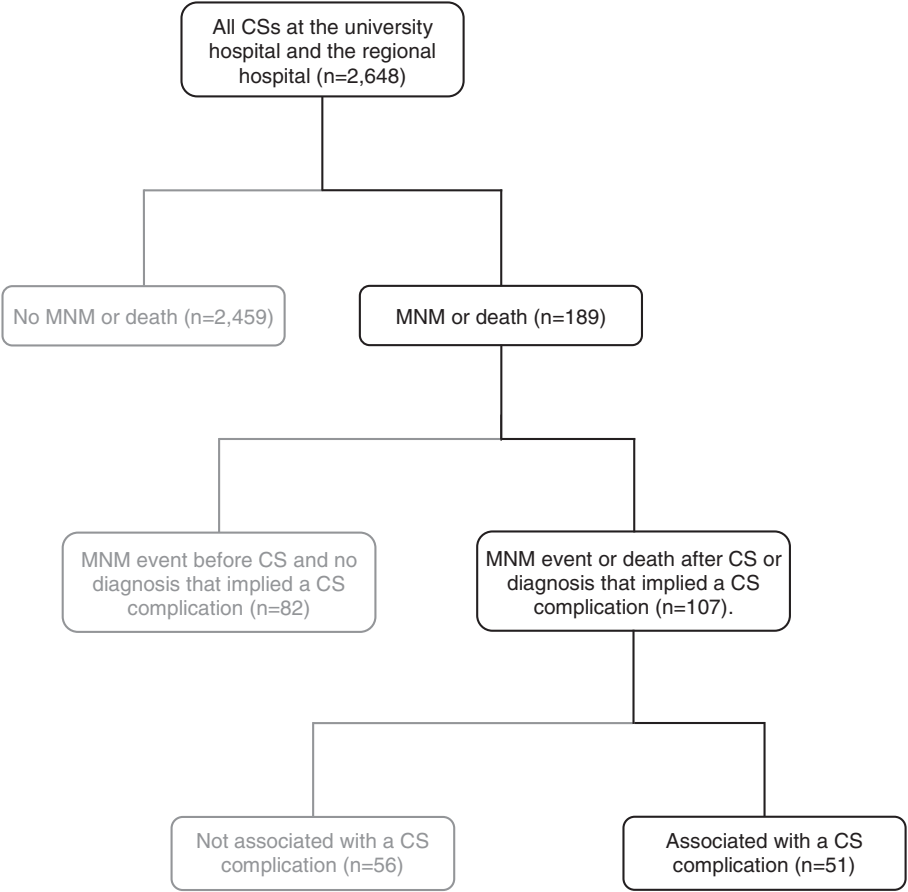 All CSs at the university
hospital and the regional
hospital (n=2,648)
No MNM or death (n=2,459)
MNM or death (n=189)
MNM event before CS and no
diagnosis that implied a CS
complication (n=82)
MNM event or death after CS or
diagnosis that implied a CS
complication (n=107).
Not associated with a CS
complication (n=56)
Associated with a CS
complication (n=51)